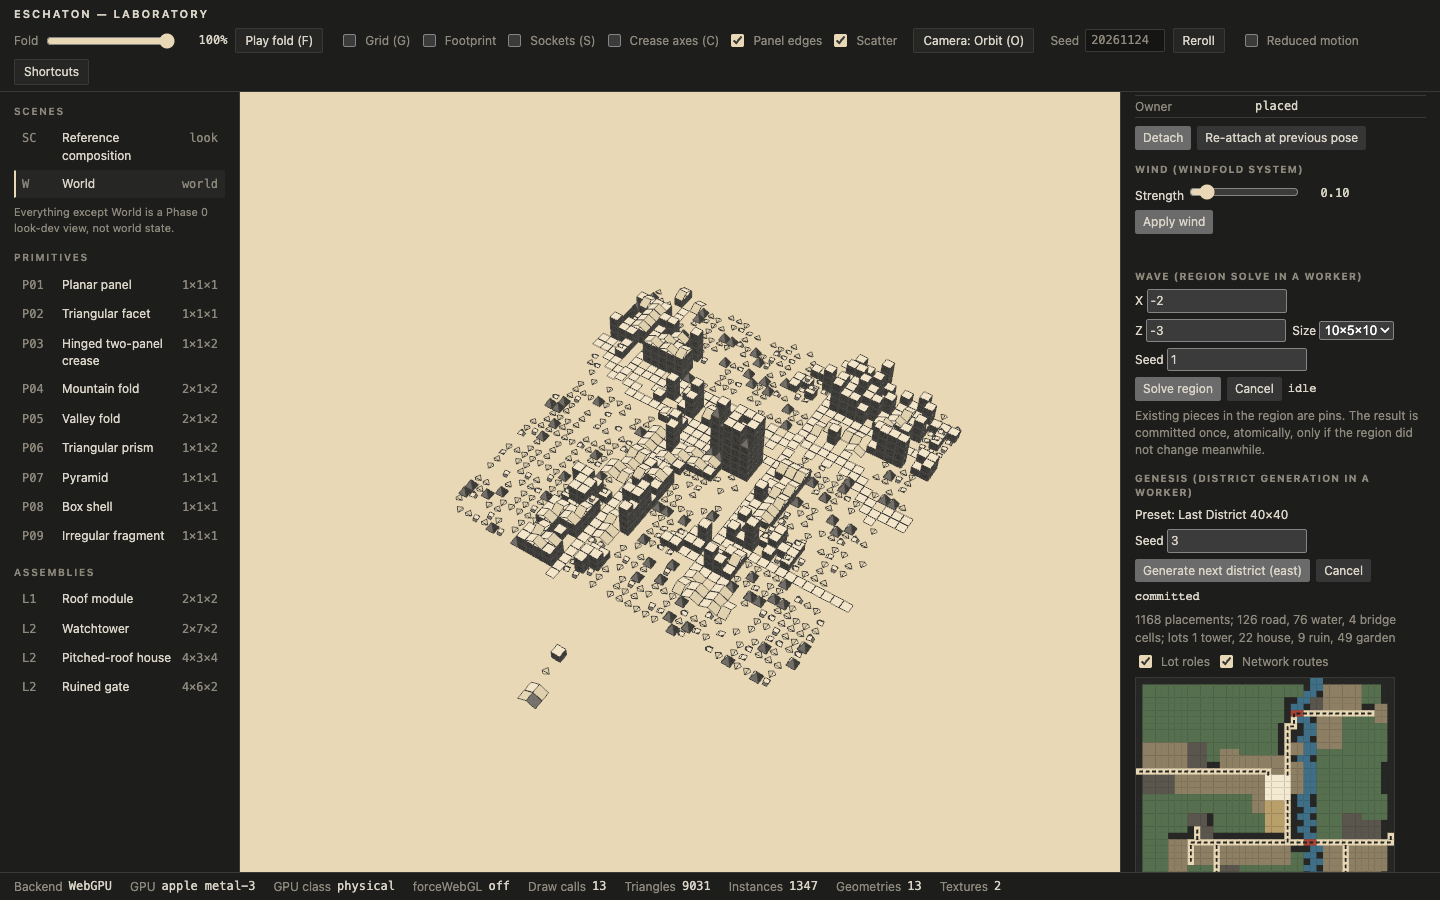 ESCHATON — LABORATORY
Fold 100% Play fold (F) Grid (G) Footprint Sockets (S) Crease axes (C) Panel edges Scatter Camera: Orbit (O) Seed 20261124 Reroll Reduced motion
Shortcuts
SCENES
SC Reference composition look
W World world
Everything except World is a Phase 0
look-dev view, not world state.
PRIMITIVES
P01 Planar panel 1×1×1
P02 Triangular facet 1×1×1
P03 Hinged two-panel crease 1×1×2
P04 Mountain fold 2×1×2
P05 Valley fold 2×1×2
P06 Triangular prism 1×1×2
P07 Pyramid 1×1×1
P08 Box shell 1×1×1
P09 Irregular fragment 1×1×1
ASSEMBLIES
L1 Roof module 2×1×2
L2 Watchtower 2×7×2
L2 Pitched-roof house 4×3×4
L2 Ruined gate 4×6×2
Owner placed
Detach Re-attach at previous pose
WIND (WINDFOLD SYSTEM)
Strength 0.10
Apply wind
WAVE (REGION SOLVE IN A WORKER)
X -2
Z -3 Size 10×5×10
Seed 1
Solve region Cancel idle
Existing pieces in the region are pins. The result is
committed once, atomically, only if the region did
not change meanwhile.
GENESIS (DISTRICT GENERATION IN A
WORKER)
Preset: Last District 40×40
Seed 3
Generate next district (east) Cancel
committed
1168 placements; 126 road, 76 water, 4 bridge
cells; lots 1 tower, 22 house, 9 ruin, 49 garden
Lot roles Network routes
Backend WebGPU GPU apple metal-3 GPU class physical forceWebGL off Draw calls 13 Triangles 9031 Instances 1347 Geometries 13 Textures 2